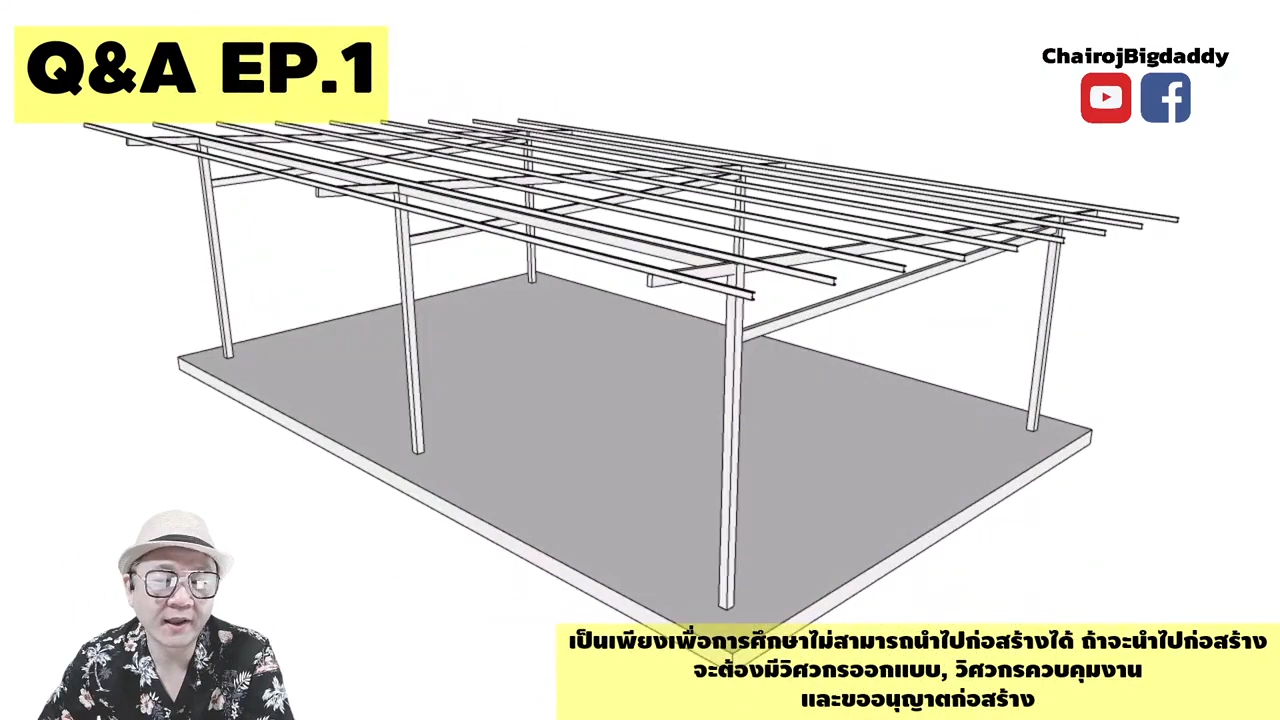 Q&A EP.1
ChairojBigdaddy
เป็นเพียงเพื่อการศึกษาไม่สามารถนำไปก่อสร้างได้ ถ้าจะนำไปก่อสร้าง
จะต้องมีวิศวกรออกแบบ, วิศวกรควบคุมงาน
และขออนุญาตก่อสร้าง